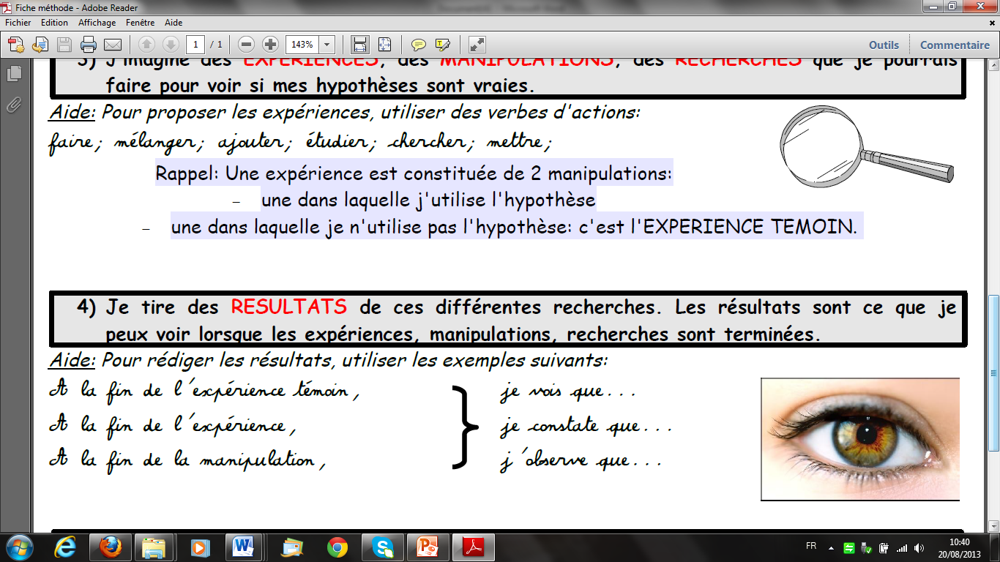 Fiche méthode - Adobe Reader
Fichier Edition Affichage Fenêtre Aide
1 / 1 143% Outils Commentaire
3) J'imagine des EXPERIENCES, des MANIPULATIONS, des RECHERCHES que je pourrais
faire pour voir si mes hypothèses sont vraies.
Aide: Pour proposer les expériences, utiliser des verbes d'actions:
faire; mélanger; ajouter; étudier; chercher; mettre;
Rappel: Une expérience est constituée de 2 manipulations:
– une dans laquelle j'utilise l'hypothèse
– une dans laquelle je n'utilise pas l'hypothèse: c'est l'EXPERIENCE TEMOIN.
4) Je tire des RESULTATS de ces différentes recherches. Les résultats sont ce que je
peux voir lorsque les expériences, manipulations, recherches sont terminées.
Aide: Pour rédiger les résultats, utiliser les exemples suivants:
A la fin de l'expérience témoin, je vois que...
A la fin de l'expérience, je constate que...
A la fin de la manipulation, j'observe que...
FR 10:40
20/08/2013